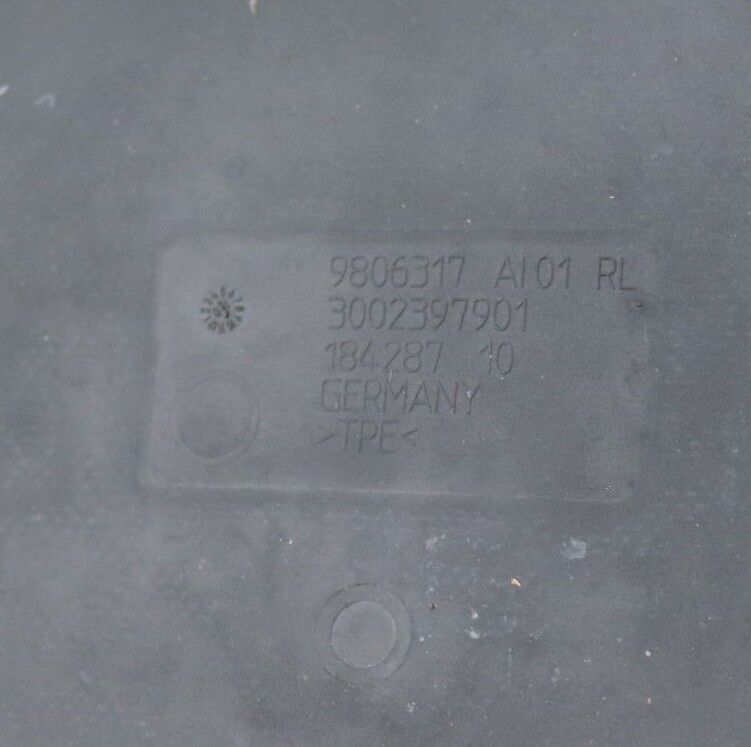 9806317 AI01 RL
3002397901
184287 10
GERMANY
>TPE<